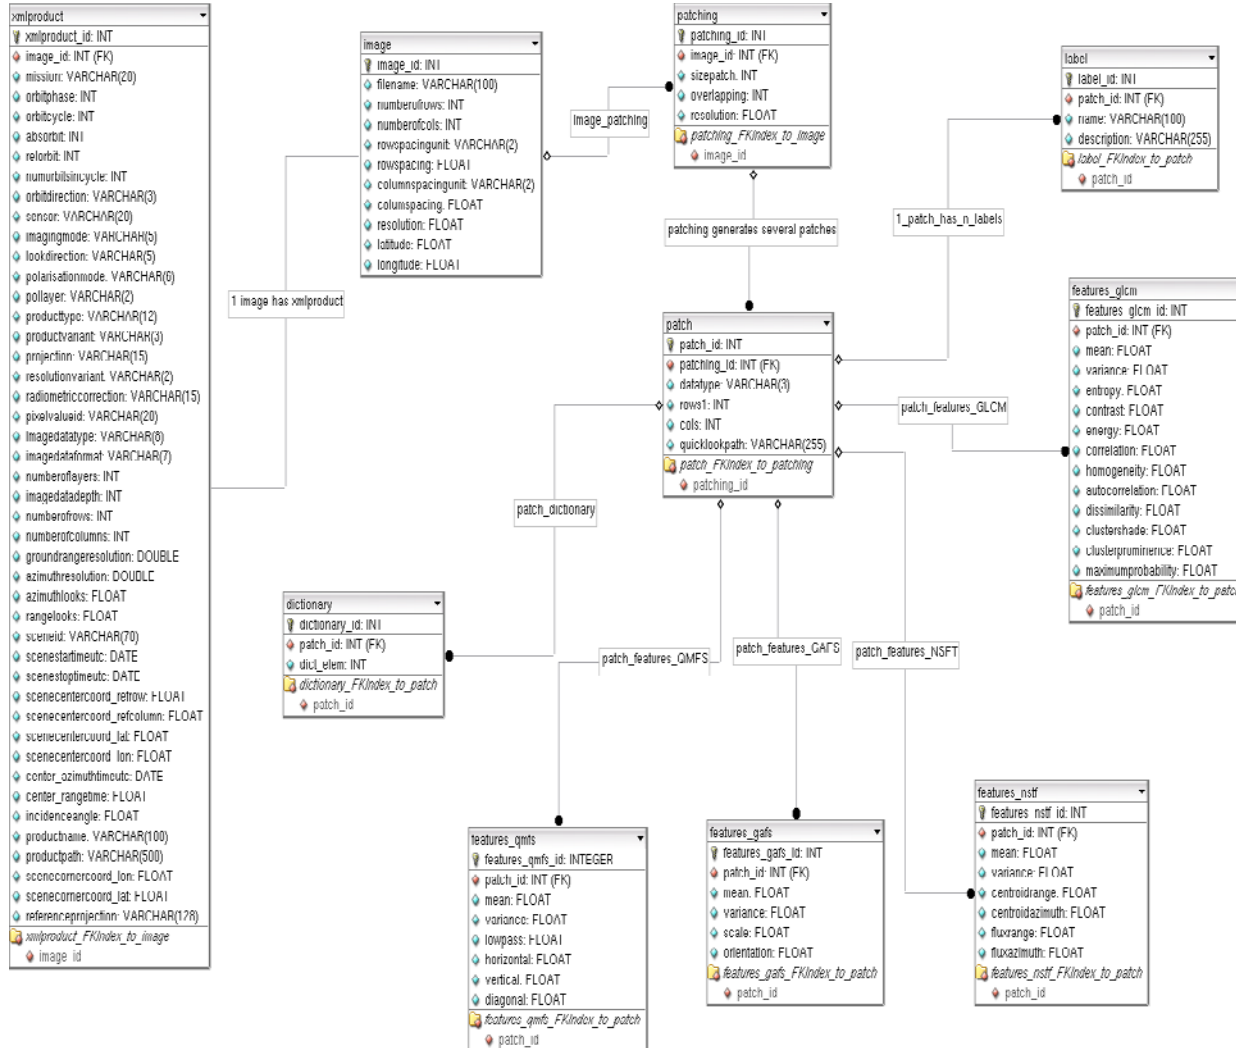 xmlproduct
xmlproduct_id: INT
image_id: INT (FK)
mission: VARCHAR(20)
orbitphase: INT
orbitcycle: INT
absorbit: INT
relorbit: INT
numorbitsincycle: INT
orbitdirection: VARCHAR(3)
sensor: VARCHAR(20)
imagingmode: VARCHAR(5)
lookdirection: VARCHAR(5)
polarisationmode: VARCHAR(6)
pollayer: VARCHAR(2)
producttype: VARCHAR(12)
productvariant: VARCHAR(3)
projection: VARCHAR(15)
resolutionvariant: VARCHAR(2)
radiometriccorrection: VARCHAR(15)
pixelvalueid: VARCHAR(20)
imagedatatype: VARCHAR(8)
imagedataformat: VARCHAR(7)
numberoflayers: INT
imagedatadepth: INT
numberofrows: INT
numberofcolumns: INT
groundrangeresolution: DOUBLE
azimuthresolution: DOUBLE
azimuthlooks: FLOAT
rangelooks: FLOAT
sceneid: VARCHAR(70)
scenestartimeutc: DATE
scenestoptimeutc: DATE
scenecentercoord_refrow: FLOAT
scenecentercoord_refcolumn: FLOAT
scenecentercoord_lat: FLOAT
scenecentercoord_lon: FLOAT
center_azimuthtimeutc: DATE
center_rangetime: FLOAT
incidenceangle: FLOAT
productname: VARCHAR(100)
productpath: VARCHAR(500)
scenecornercoord_lon: FLOAT
scenecornercoord_lat: FLOAT
referenceprojection: VARCHAR(128)
xmlproduct_FKIndex_to_image
image_id
1 image has xmlproduct
image
image_id: INT
filename: VARCHAR(100)
numberofrows: INT
numberofcols: INT
rowspacingunit: VARCHAR(2)
rowspacing: FLOAT
columnspacingunit: VARCHAR(2)
columspacing: FLOAT
resolution: FLOAT
latitude: FLOAT
longitude: FLOAT
image_patching
patching
patching_id: INT
image_id: INT (FK)
sizepatch: INT
overlapping: INT
resolution: FLOAT
patching_FKIndex_to_image
image_id
patching generates several patches
label
label_id: INT
patch_id: INT (FK)
name: VARCHAR(100)
description: VARCHAR(255)
label_FKIndex_to_patch
patch_id
1_patch_has_n_labels
patch
patch_id: INT
patching_id: INT (FK)
datatype: VARCHAR(3)
rows1: INT
cols: INT
quicklookpath: VARCHAR(255)
patch_FKIndex_to_patching
patching_id
patch_features_GLCM
features_glcm
features_glcm_id: INT
patch_id: INT (FK)
mean: FLOAT
variance: FLOAT
entropy: FLOAT
contrast: FLOAT
energy: FLOAT
correlation: FLOAT
homogeneity: FLOAT
autocorrelation: FLOAT
dissimilarity: FLOAT
clustershade: FLOAT
clusterprominence: FLOAT
maximumprobability: FLOAT
features_glcm_FKIndex_to_patch
patch_id
patch_dictionary
dictionary
dictionary_id: INT
patch_id: INT (FK)
dict_elem: INT
dictionary_FKIndex_to_patch
patch_id
patch_features_QMFS
patch_features_GAFS
patch_features_NSFT
features_qmfs
features_qmfs_id: INTEGER
patch_id: INT (FK)
mean: FLOAT
variance: FLOAT
lowpass: FLOAT
horizontal: FLOAT
vertical: FLOAT
diagonal: FLOAT
features_qmfs_FKIndex_to_patch
patch_id
features_gafs
features_gafs_id: INT
patch_id: INT (FK)
mean: FLOAT
variance: FLOAT
scale: FLOAT
orientation: FLOAT
features_gafs_FKIndex_to_patch
patch_id
features_nstf
features_nstf_id: INT
patch_id: INT (FK)
mean: FLOAT
variance: FLOAT
centroidrange: FLOAT
centroidazimuth: FLOAT
fluxrange: FLOAT
fluxazimuth: FLOAT
features_nstf_FKIndex_to_patch
patch_id